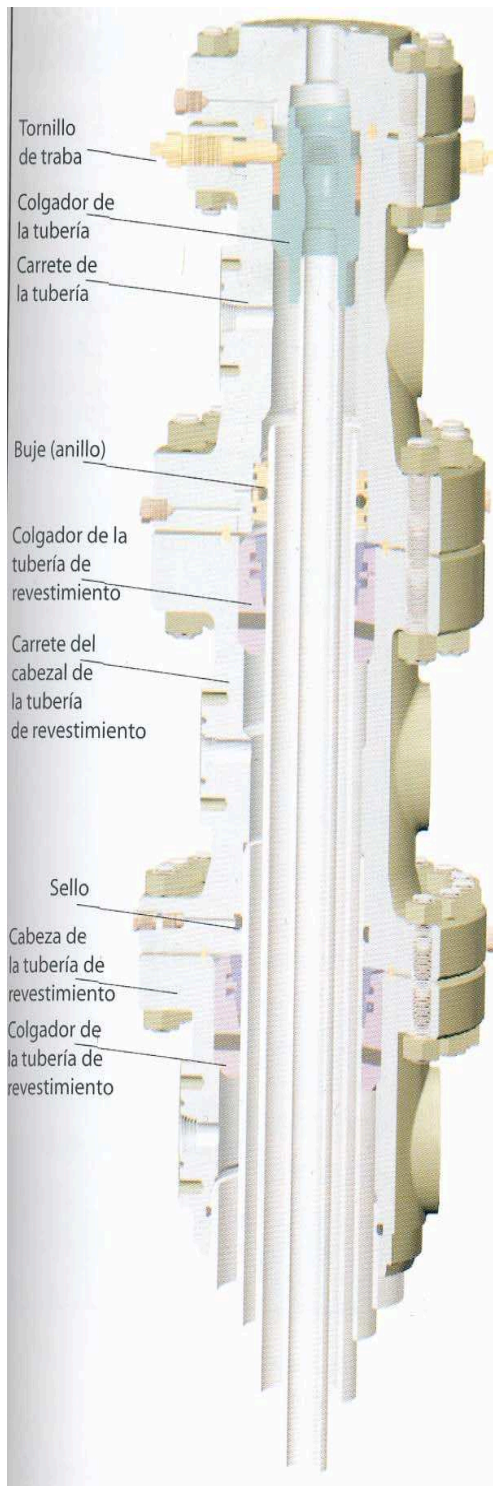 Tornillo
de traba
Colgador de
la tubería
Carrete de
la tubería
Buje (anillo)
Colgador de la
tubería de
revestimiento
Carrete del
cabezal de
la tubería
de revestimiento
Sello
Cabeza de
la tubería de
revestimiento
Colgador de
la tubería de
revestimiento